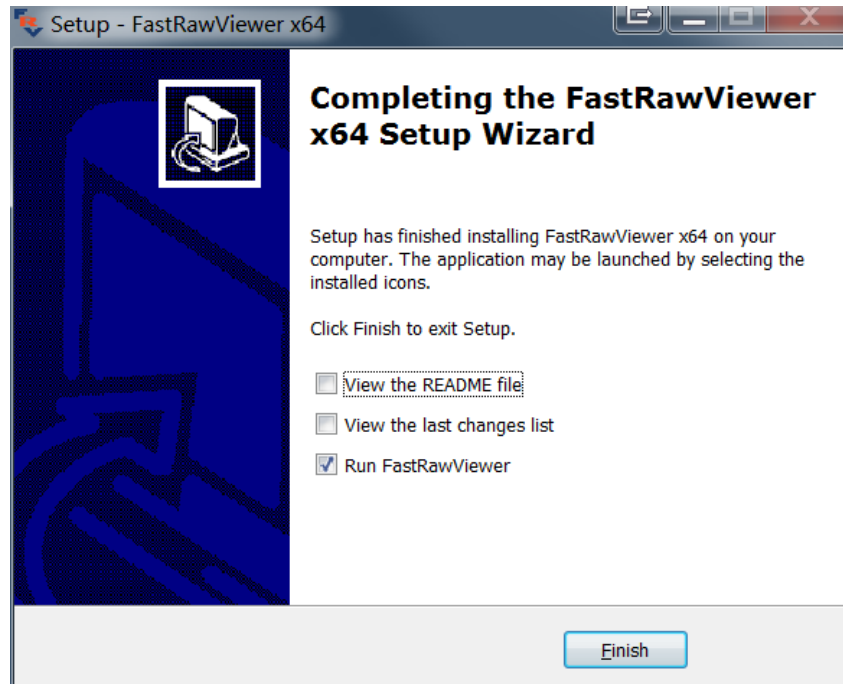 Setup - FastRawViewer x64
Completing the FastRawViewer
x64 Setup Wizard
Setup has finished installing FastRawViewer x64 on your
computer. The application may be launched by selecting the
installed icons.
Click Finish to exit Setup.
View the README file
View the last changes list
Run FastRawViewer
Finish